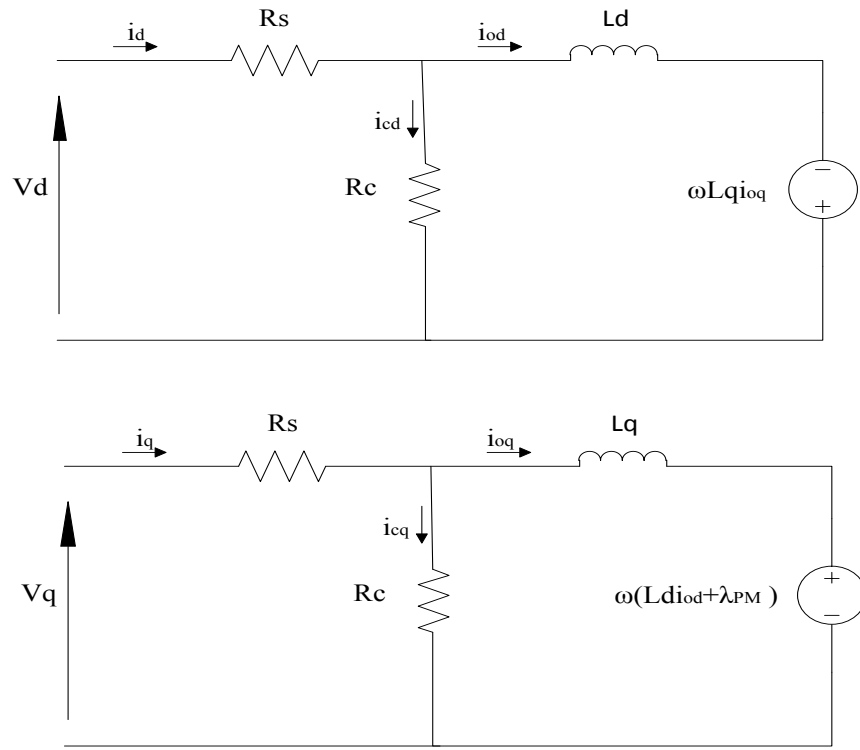 id
Rs
iod
Ld
icd
Vd
Rc
ωLqioq
−
+
iq
Rs
ioq
Lq
icq
Vq
Rc
ω(Ldiod+λPM )
+
−